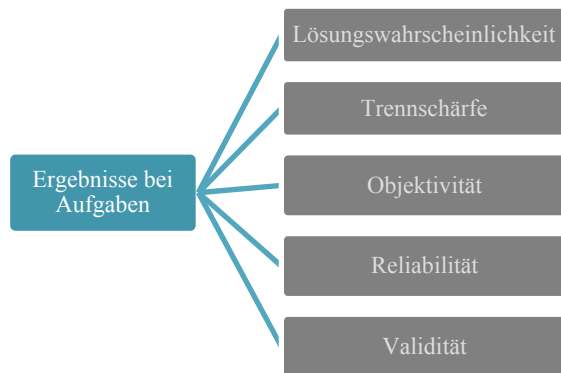 Lösungswahrscheinlichkeit
Trennschärfe
Ergebnisse bei
Aufgaben
Objektivität
Reliabilität
Validität